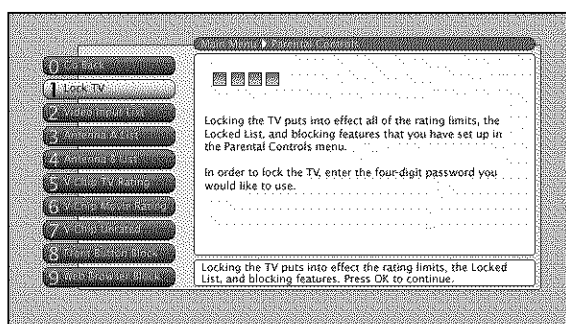 Main Menu Parental Controls
0 Go Back
1 Lock TV
2 Video Input List
3 Antenna A List
4 Antenna B List
5 V-Chip TV Rating
6 V-Chip Movie Rating
7 V-Chip Unrated
8 Front Button Block
9 Web Browser Block
Locking the TV puts into effect all of the rating limits, the
Locked List, and blocking features that you have set up in
the Parental Controls menu.
In order to lock the TV, enter the four-digit password you
would like to use.
Locking the TV puts into effect the rating limits, the Locked
List, and blocking features. Press OK to continue.